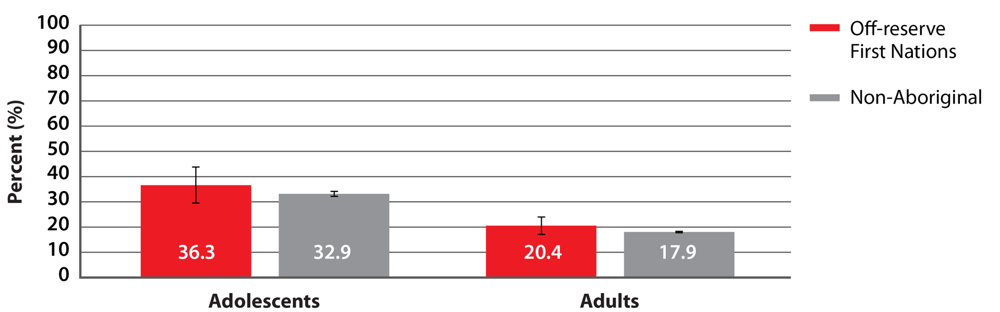 Percent (%)
100
90
80
70
60
50
40
30
20
10
0
36.3
32.9
20.4
17.9
Adolescents
Adults
Off-reserve
First Nations
Non-Aboriginal